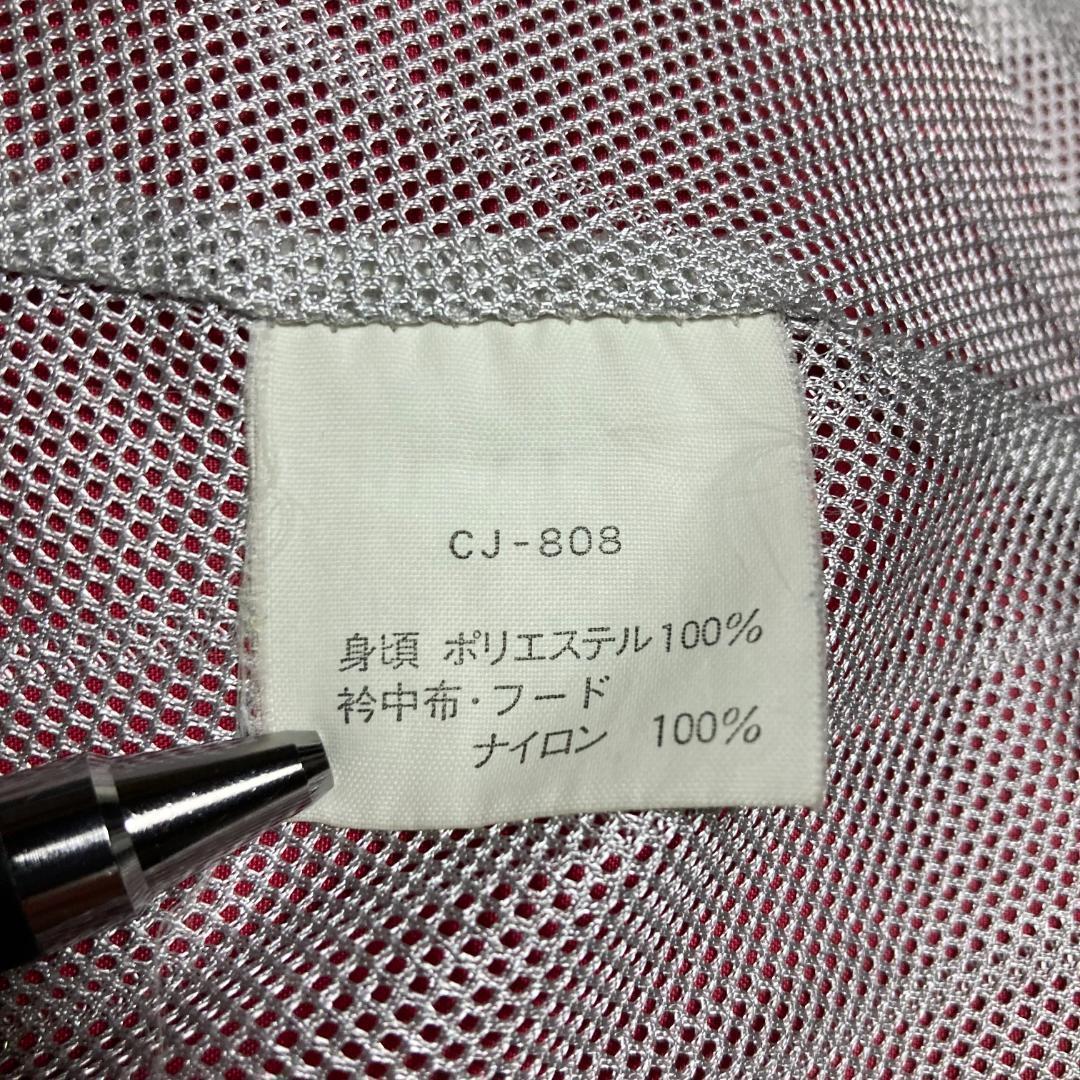 CJ-808
身頃 ポリエステル100%
衿中布・フード
ナイロン 100%